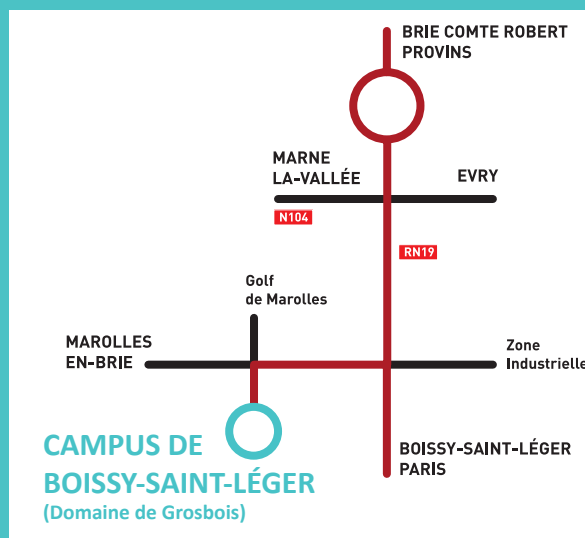 BRIE COMTE ROBERT
PROVINS
MARNE
LA-VALLÉE
EVRY
N104
RN19
Golf
de Marolles
MAROLLES
EN-BRIE
Zone
Industrielle
CAMPUS DE
BOISSY-SAINT-LÉGER
(Domaine de Grosbois)
BOISSY-SAINT-LÉGER
PARIS